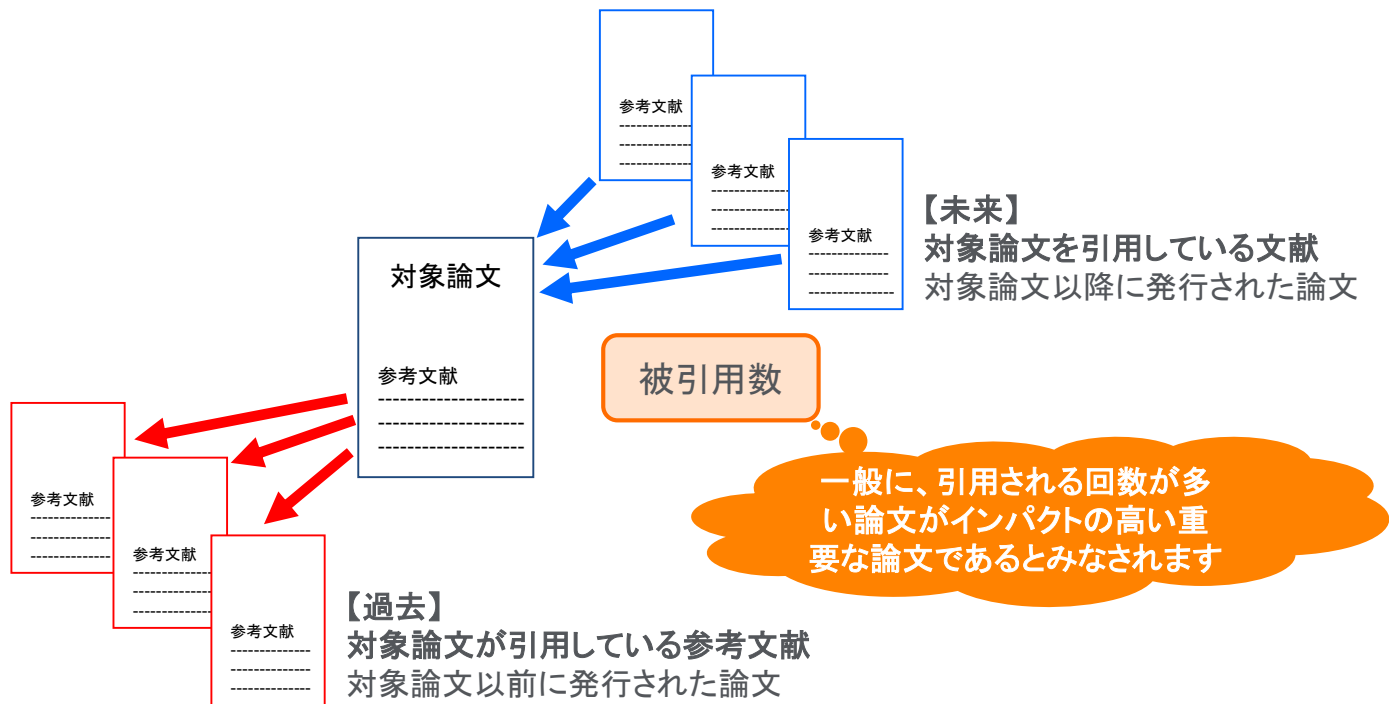 参考文献
参考文献
参考文献
【未来】
対象論文を引用している文献
対象論文以降に発行された論文
対象論文
参考文献
被引用数
一般に、引用される回数が多
い論文がインパクトの高い重
要な論文であるとみなされます
参考文献
参考文献
参考文献
【過去】
対象論文が引用している参考文献
対象論文以前に発行された論文